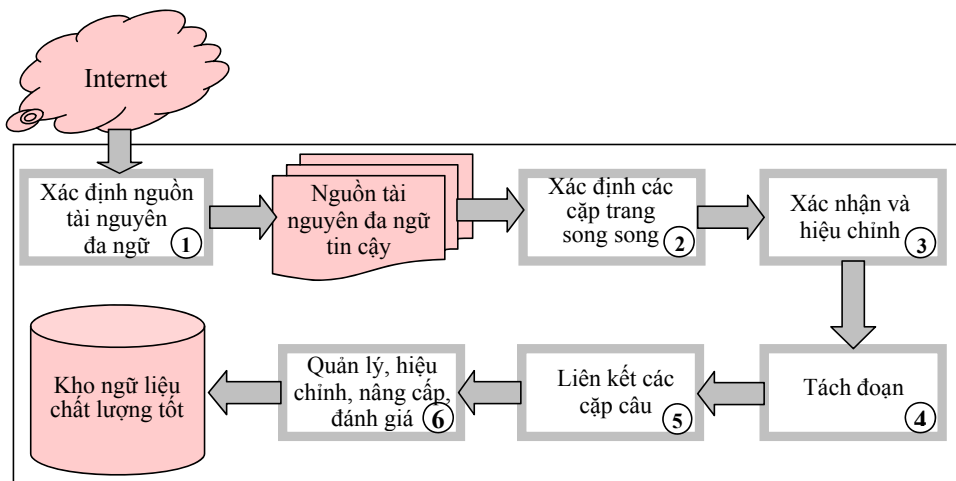 Internet
Xác định nguồn
tài nguyên
đa ngữ
1
Nguồn tài
nguyên đa ngữ
tin cậy
Xác định các
cặp trang
song song
2
Xác nhận và
hiệu chỉnh
3
Tách đoạn
4
Liên kết các
cặp câu
5
Quản lý, hiệu
chỉnh, nâng cấp,
đánh giá
6
Kho ngữ liệu
chất lượng tốt